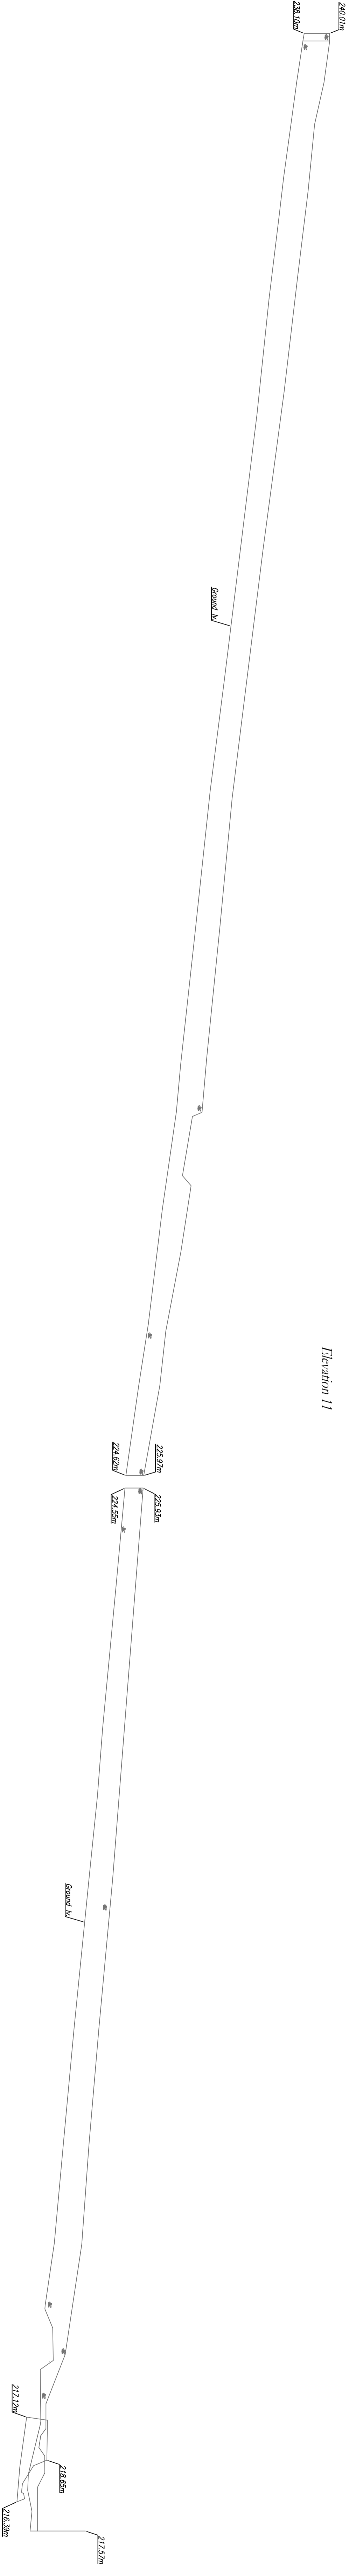 240.01m
238.10m
Ground lvl
Elevation 11
225.97m
224.62m
225.93m
224.55m
Ground lvl
217.12m
218.65m
216.39m
217.57m